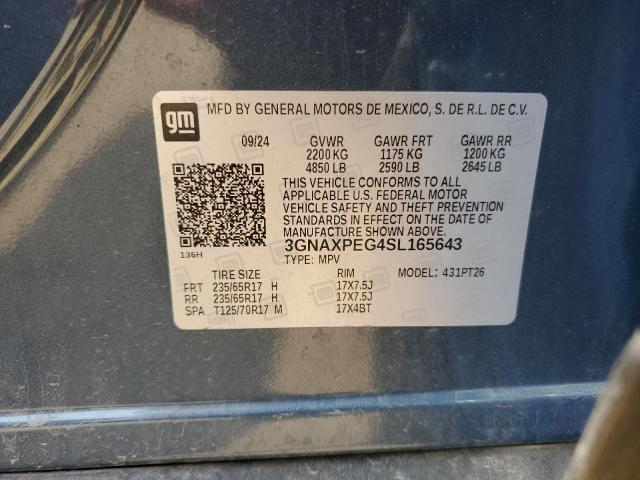 gm MFD BY GENERAL MOTORS DE MEXICO, S. DE R.L. DE C.V.
09/24 GVWR GAWR FRT GAWR RR
2200 KG 1175 KG 1200 KG
4850 LB 2590 LB 2645 LB
THIS VEHICLE CONFORMS TO ALL
APPLICABLE U.S. FEDERAL MOTOR
VEHICLE SAFETY AND THEFT PREVENTION
STANDARDS IN EFFECT ON THE DATE OF
MANUFACTURE SHOWN ABOVE.
3GNAXPEG4SL165643
136H TYPE: MPV
TIRE SIZE RIM MODEL: 431PT26
FRT 235/65R17 H 17X7.5J
RR 235/65R17 H 17X7.5J
SPA T125/70R17 M 17X4BT